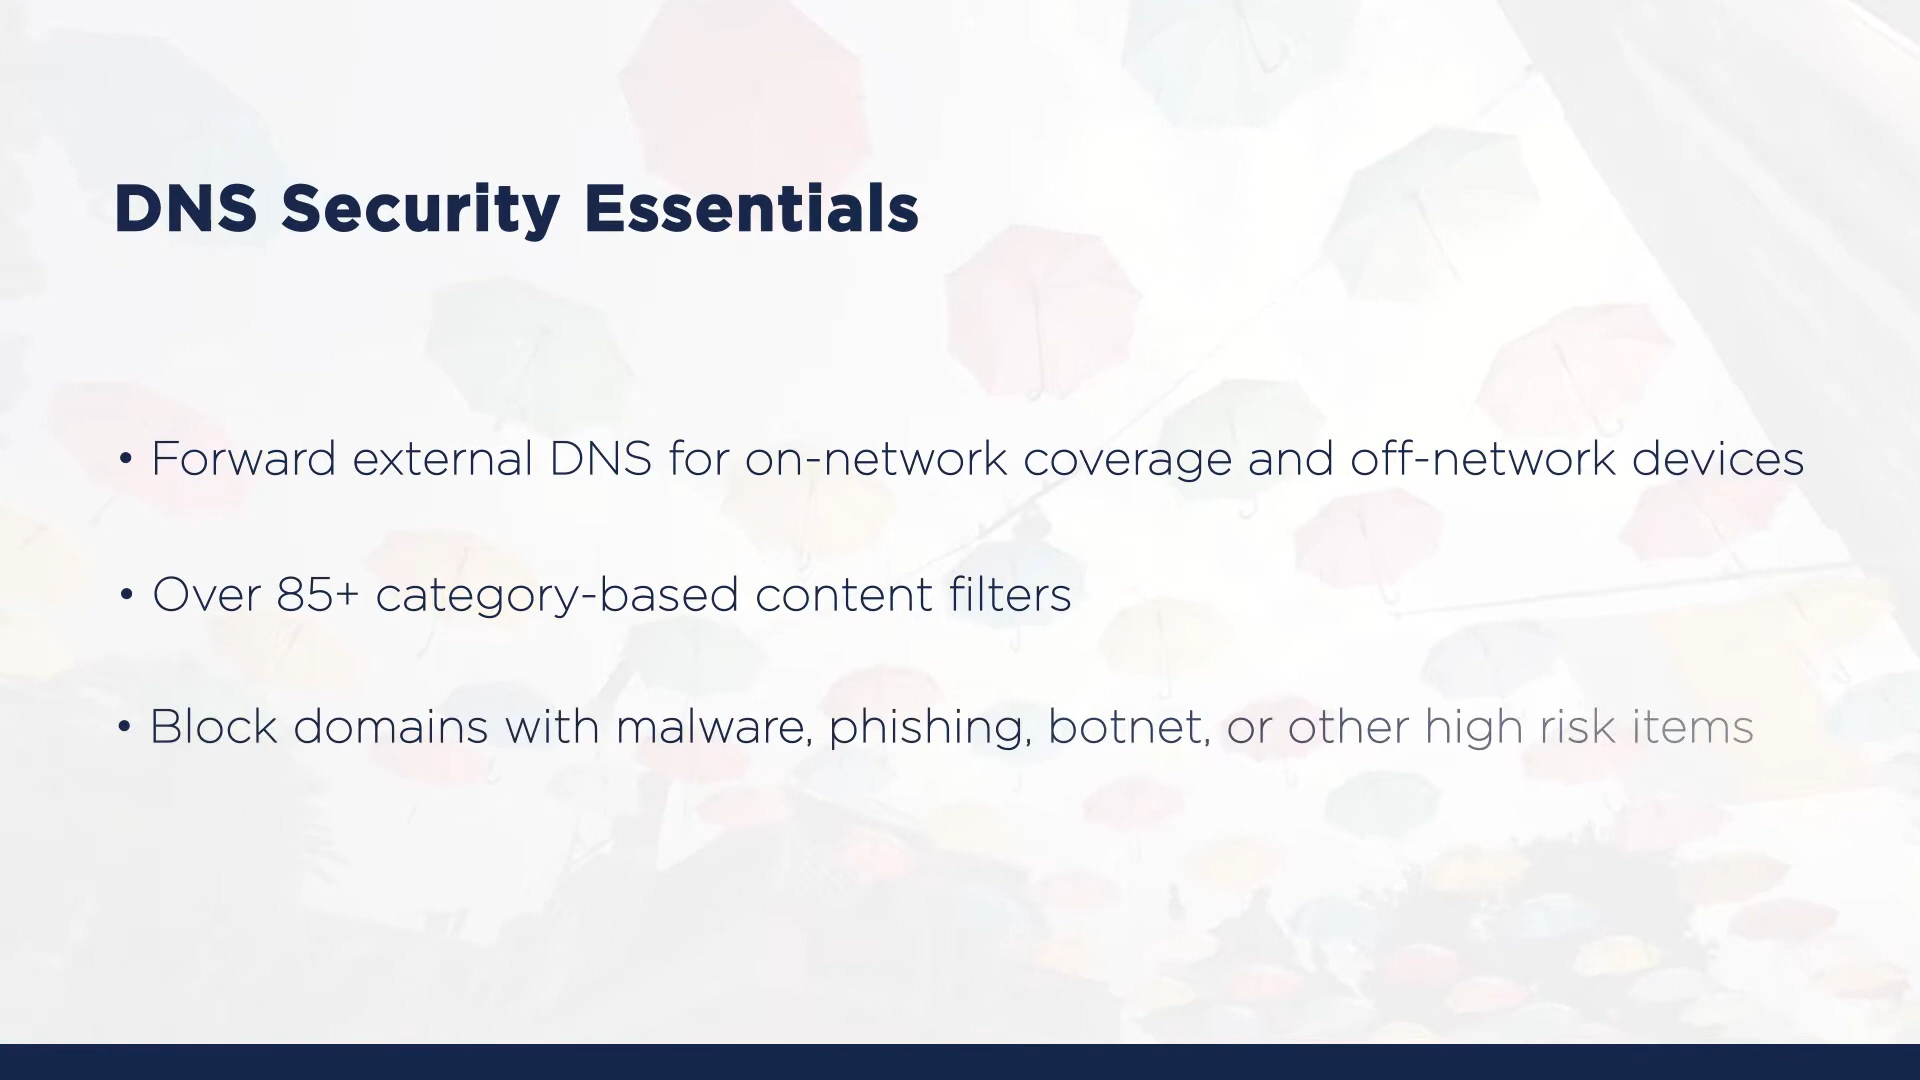 DNS Security Essentials
• Forward external DNS for on-network coverage and off-network devices
• Over 85+ category-based content filters
• Block domains with malware, phishing, botnet, or other high risk items